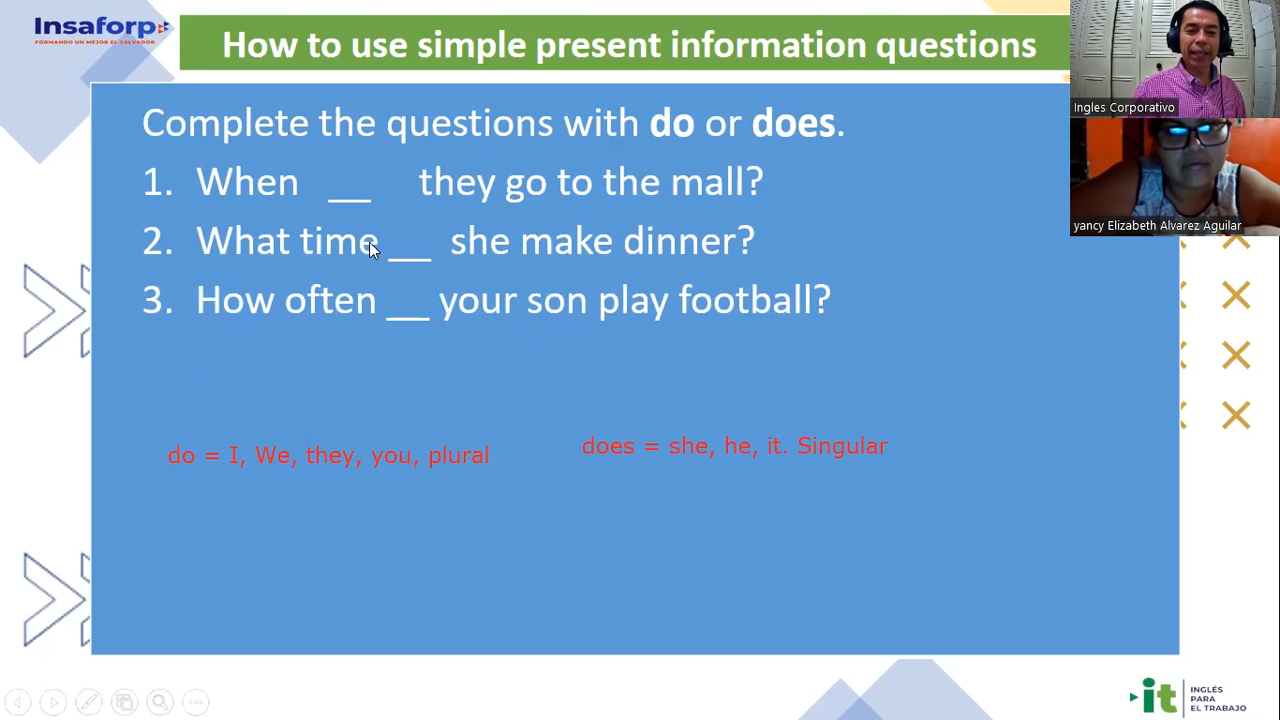 Insaforp
FORMANDO UN MEJOR EL SALVADOR
How to use simple present information questions
Ingles Corporativo
yancy Elizabeth Alvarez Aguilar
Complete the questions with do or does.
1. When __ they go to the mall?
2. What time __ she make dinner?
3. How often __ your son play football?
do = I, We, they, you, plural
does = she, he, it. Singular
it
INGLÉS
PARA
EL TRABAJO